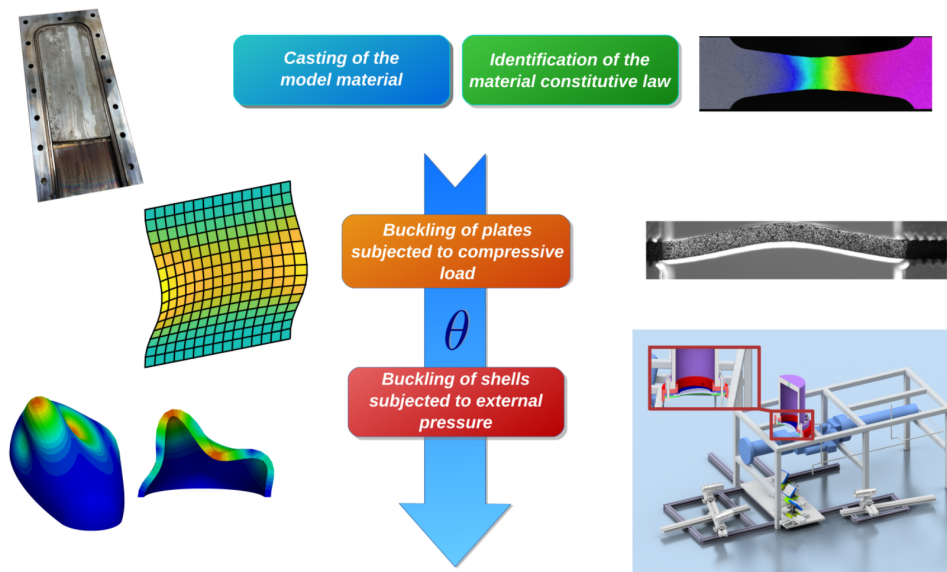 Casting of the
model material
Identification of the
material constitutive law
Buckling of plates
subjected to compressive
load
θ
Buckling of shells
subjected to external
pressure